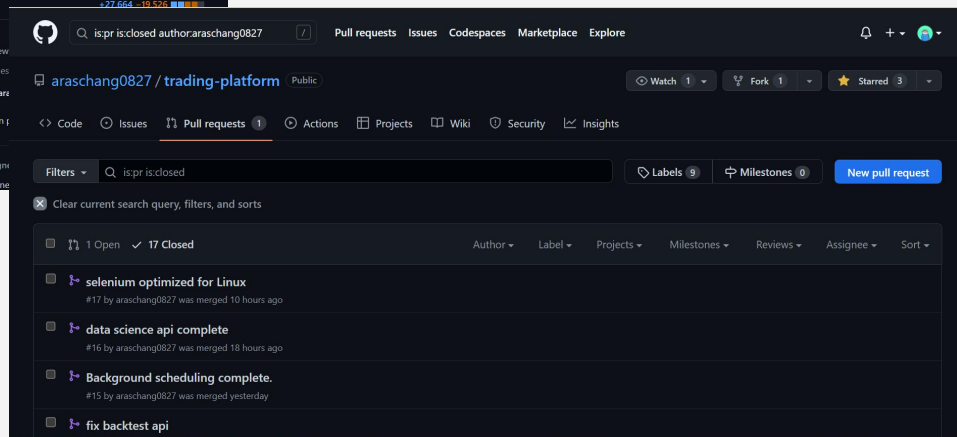 +27,664 −19,526
is:pr is:closed author:araschang0827 /
Pull requests Issues Codespaces Marketplace Explore
araschang0827 / trading-platform Public
Watch 1
Fork 1
Starred 3
Code Issues Pull requests 1 Actions Projects Wiki Security Insights
Filters is:pr is:closed
Labels 9 Milestones 0 New pull request
Clear current search query, filters, and sorts
1 Open 17 Closed Author Label Projects Milestones Reviews Assignee Sort
selenium optimized for Linux
#17 by araschang0827 was merged 10 hours ago
data science api complete
#16 by araschang0827 was merged 18 hours ago
Background scheduling complete.
#15 by araschang0827 was merged yesterday
fix backtest api